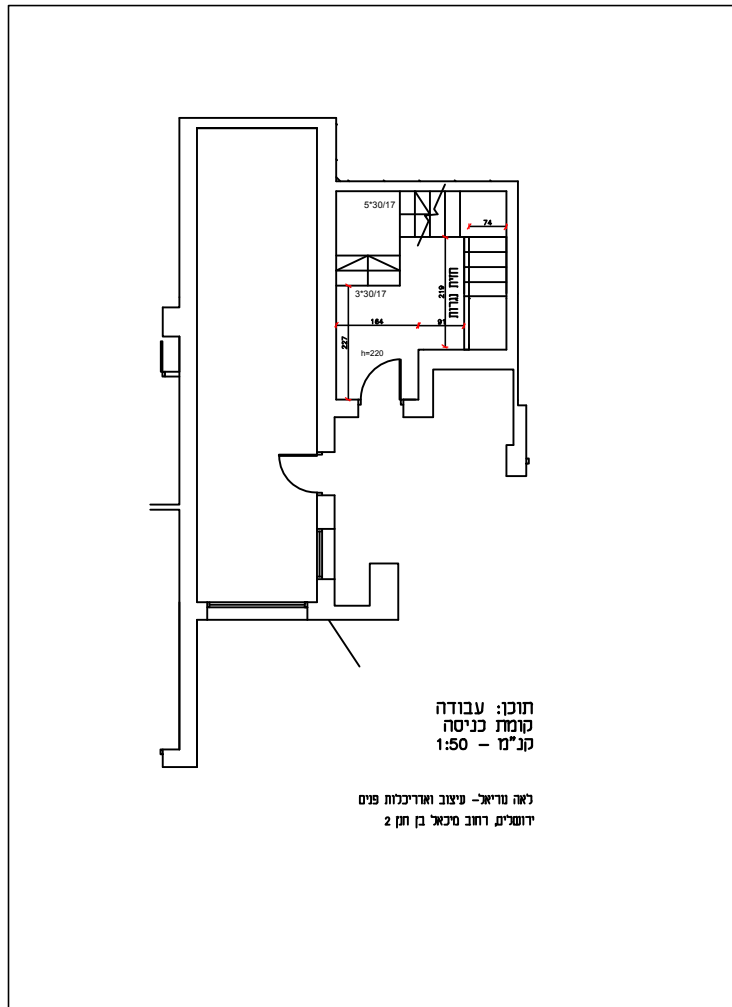 5*30/17
74
חזית נגרות
219
3*30/17
164
91
227
h=220
תוכן: עבודה
קומת כניסה
קנ"מ – 1:50
לאה נוריאל– עיצוב ואדריכלות פנים
ירושלים, רחוב מיכאל בן חנן 2